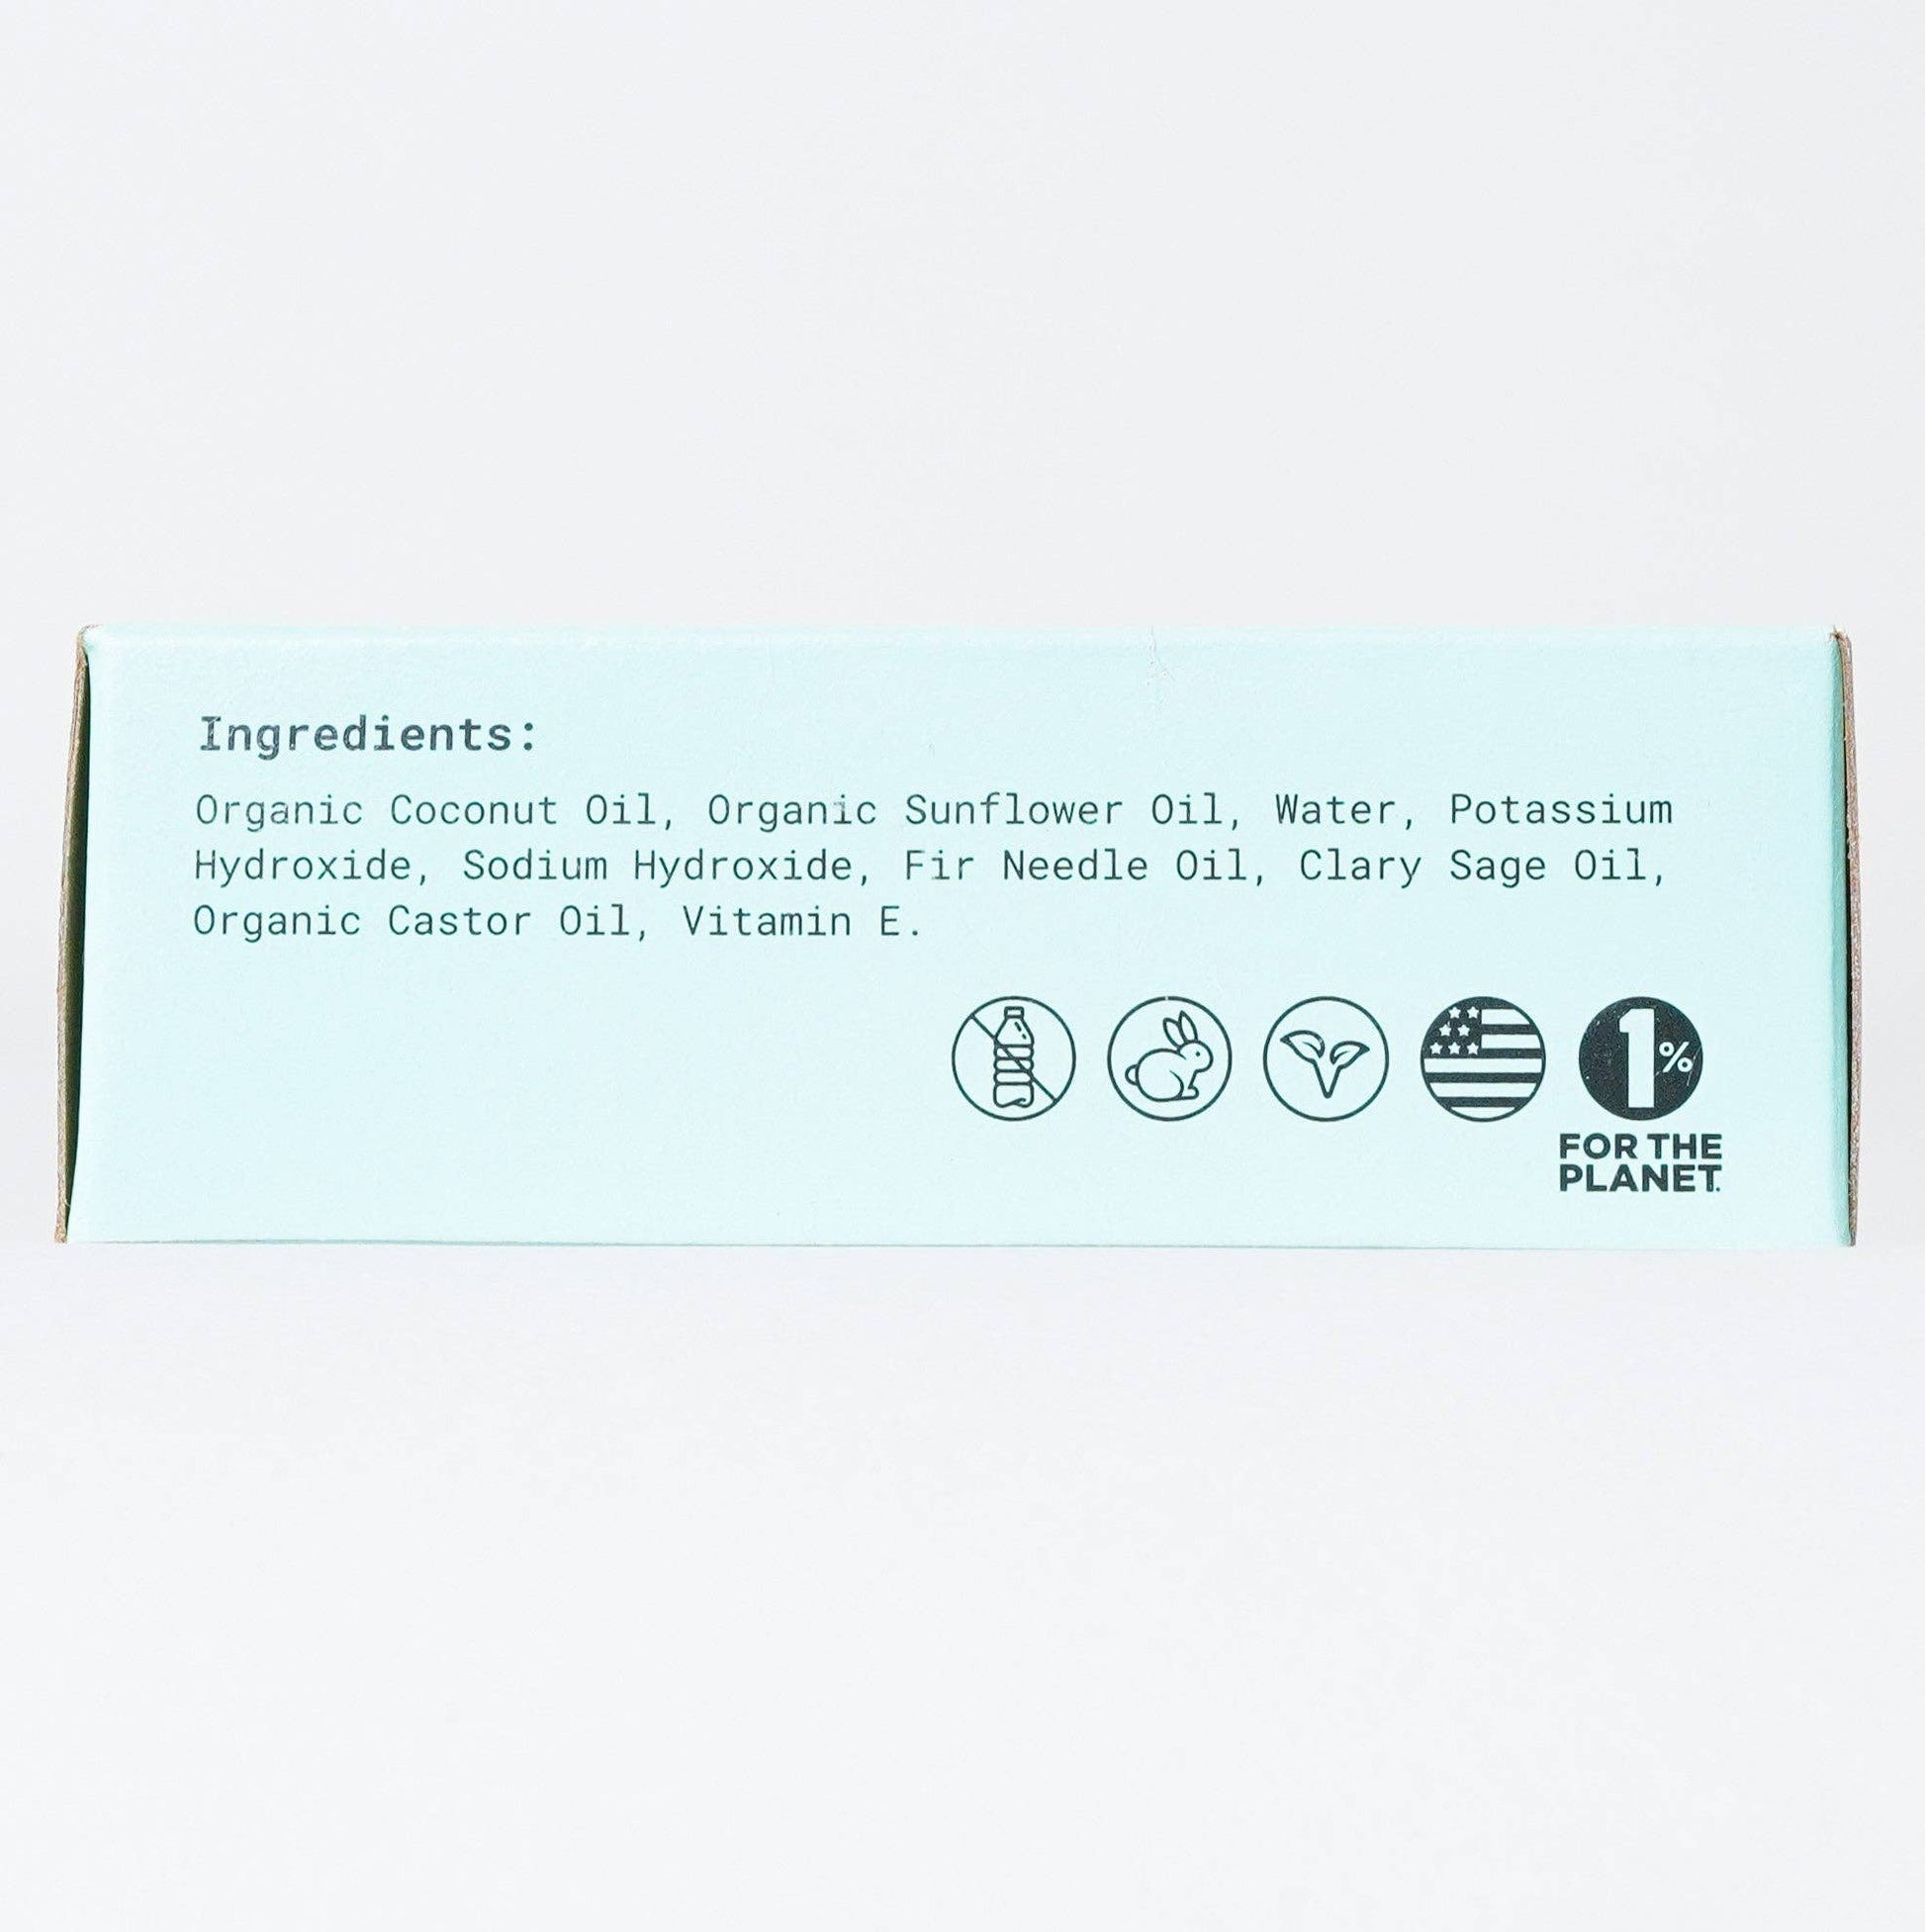 Ingredients:
Organic Coconut Oil, Organic Sunflower Oil, Water, Potassium
Hydroxide, Sodium Hydroxide, Fir Needle Oil, Clary Sage Oil,
Organic Castor Oil, Vitamin E.
1%
FOR THE
PLANET.